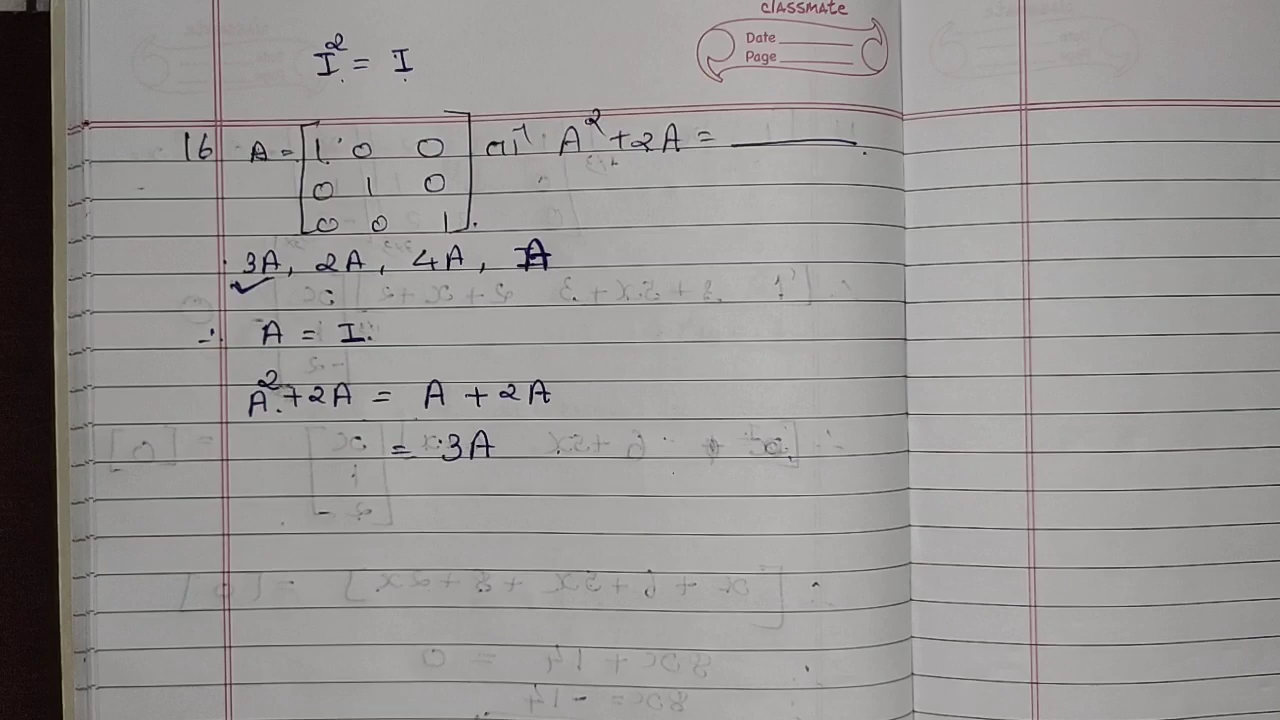 classmate
Date
Page
I² = I
16 A = [1 0 0 તો A² + 2A = ______.
0 1 0
0 0 1].
3A, 2A, 4A, A
∴ A = I.
A² + 2A = A + 2A
= 3A